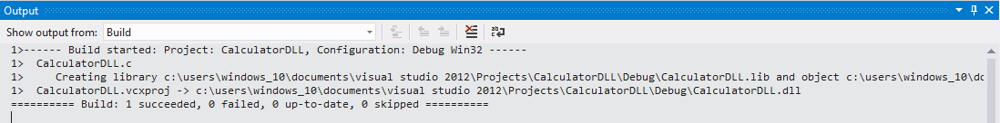 Output
Show output from: Build
1>------ Build started: Project: CalculatorDLL, Configuration: Debug Win32 ------
1>  CalculatorDLL.c
1>     Creating library c:\users\windows_10\documents\visual studio 2012\Projects\CalculatorDLL\Debug\CalculatorDLL.lib and object c:\users\windows_10\do
1>  CalculatorDLL.vcxproj -> c:\users\windows_10\documents\visual studio 2012\Projects\CalculatorDLL\Debug\CalculatorDLL.dll
========== Build: 1 succeeded, 0 failed, 0 up-to-date, 0 skipped ==========